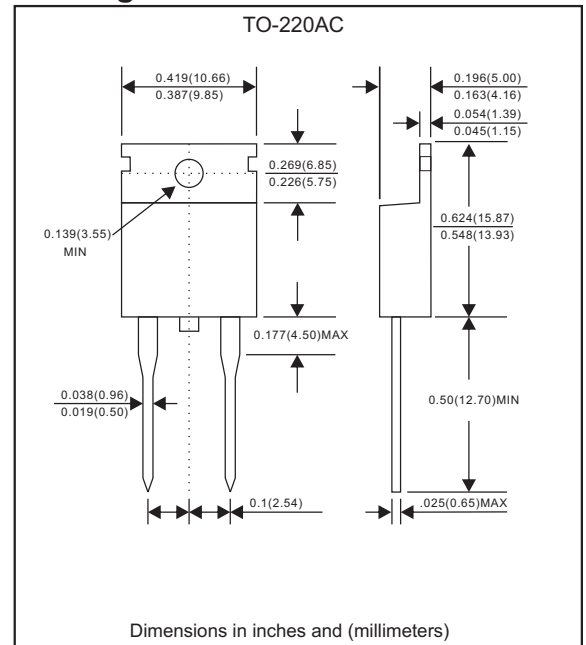 TO-220AC
0.419(10.66)
0.387(9.85)
0.196(5.00)
0.163(4.16)
0.054(1.39)
0.045(1.15)
0.269(6.85)
0.226(5.75)
0.139(3.55)
MIN
0.624(15.87)
0.548(13.93)
0.177(4.50)MAX
0.038(0.96)
0.019(0.50)
0.50(12.70)MIN
0.1(2.54)
.025(0.65)MAX
Dimensions in inches and (millimeters)